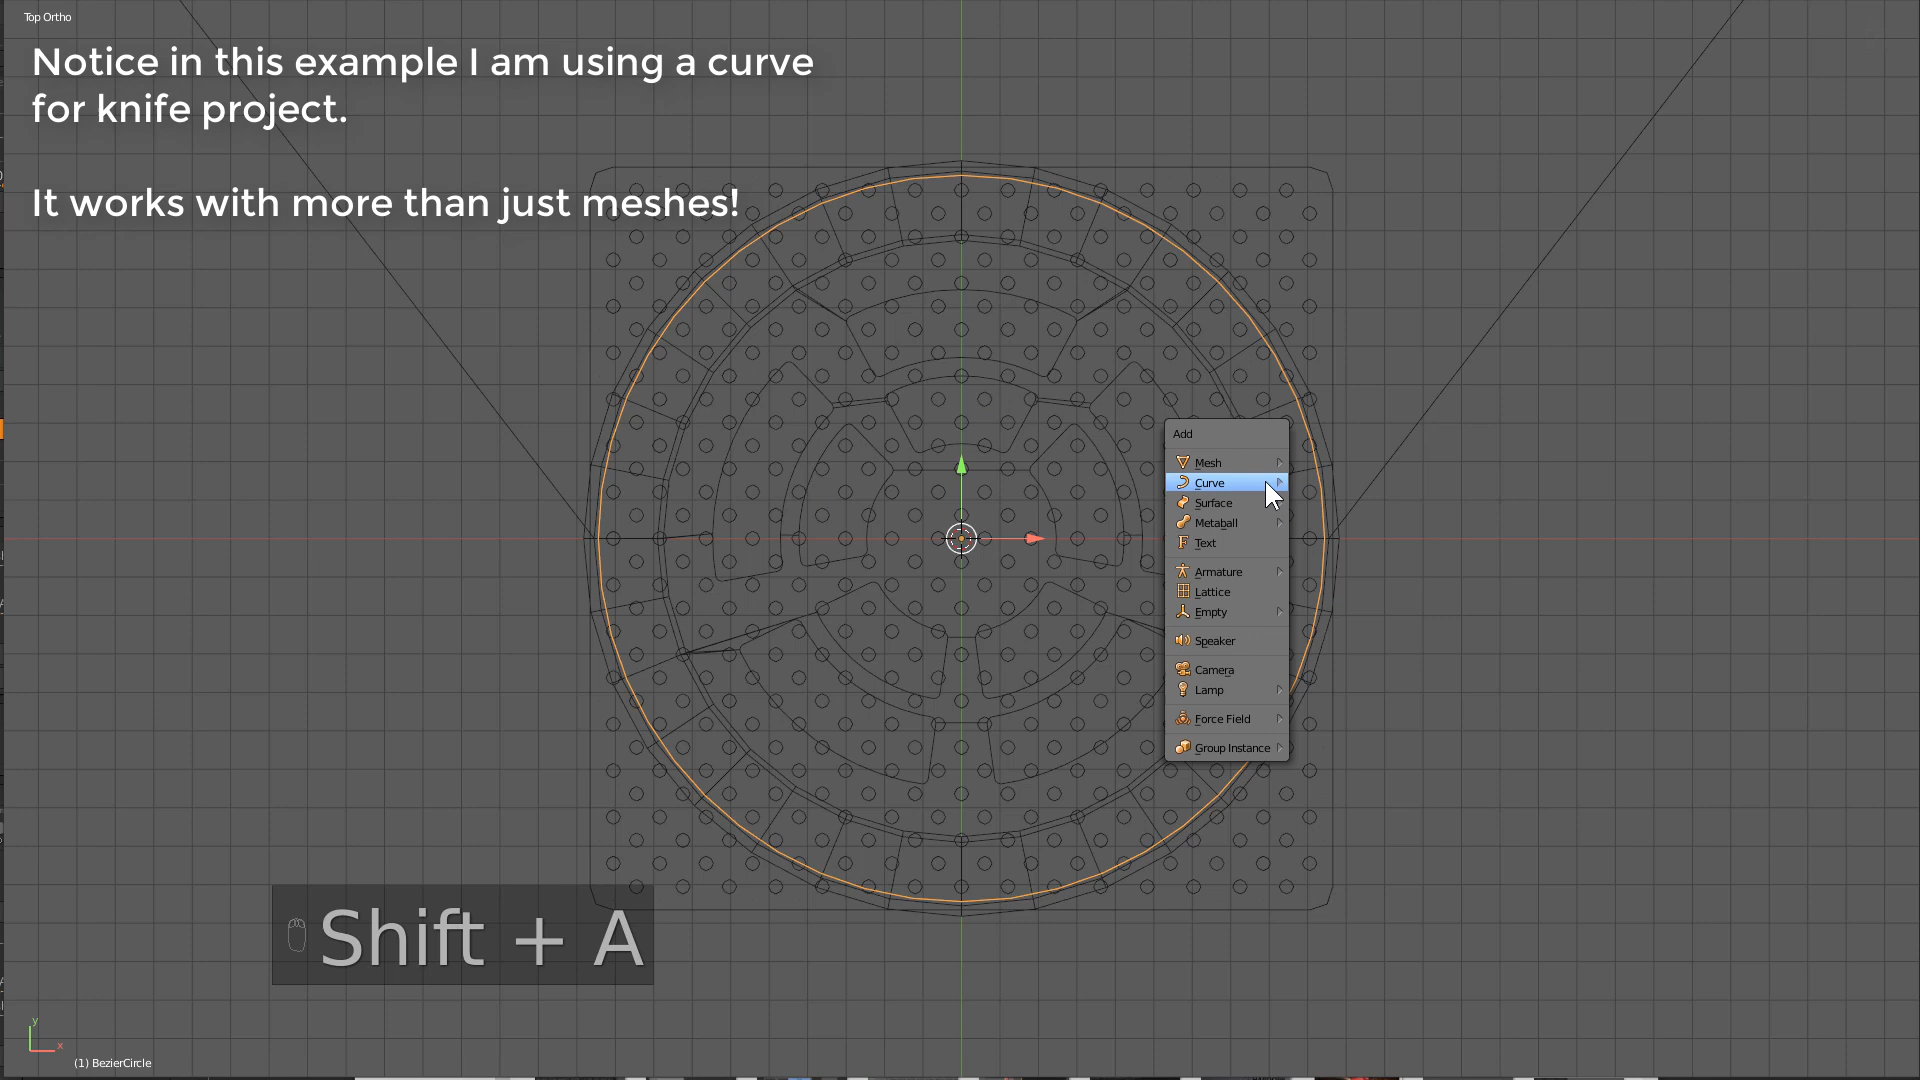 Top Ortho
Notice in this example I am using a curve
for knife project.
It works with more than just meshes!
Add
Mesh
Curve
Surface
Metaball
Text
Armature
Lattice
Empty
Speaker
Camera
Lamp
Force Field
Group Instance
Shift + A
y
x
(1) BezierCircle